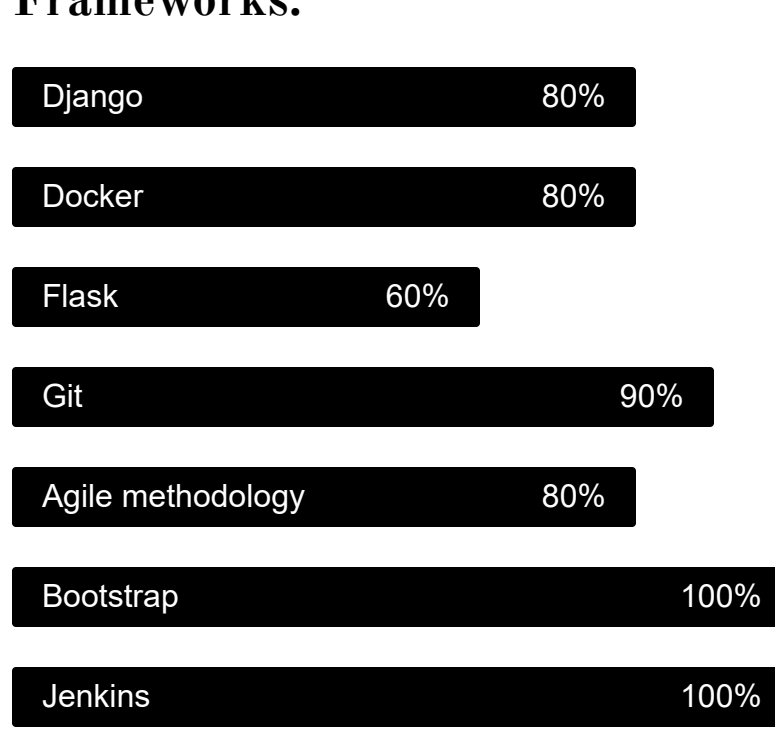 Frameworks.
Django 80%
Docker 80%
Flask 60%
Git 90%
Agile methodology 80%
Bootstrap 100%
Jenkins 100%